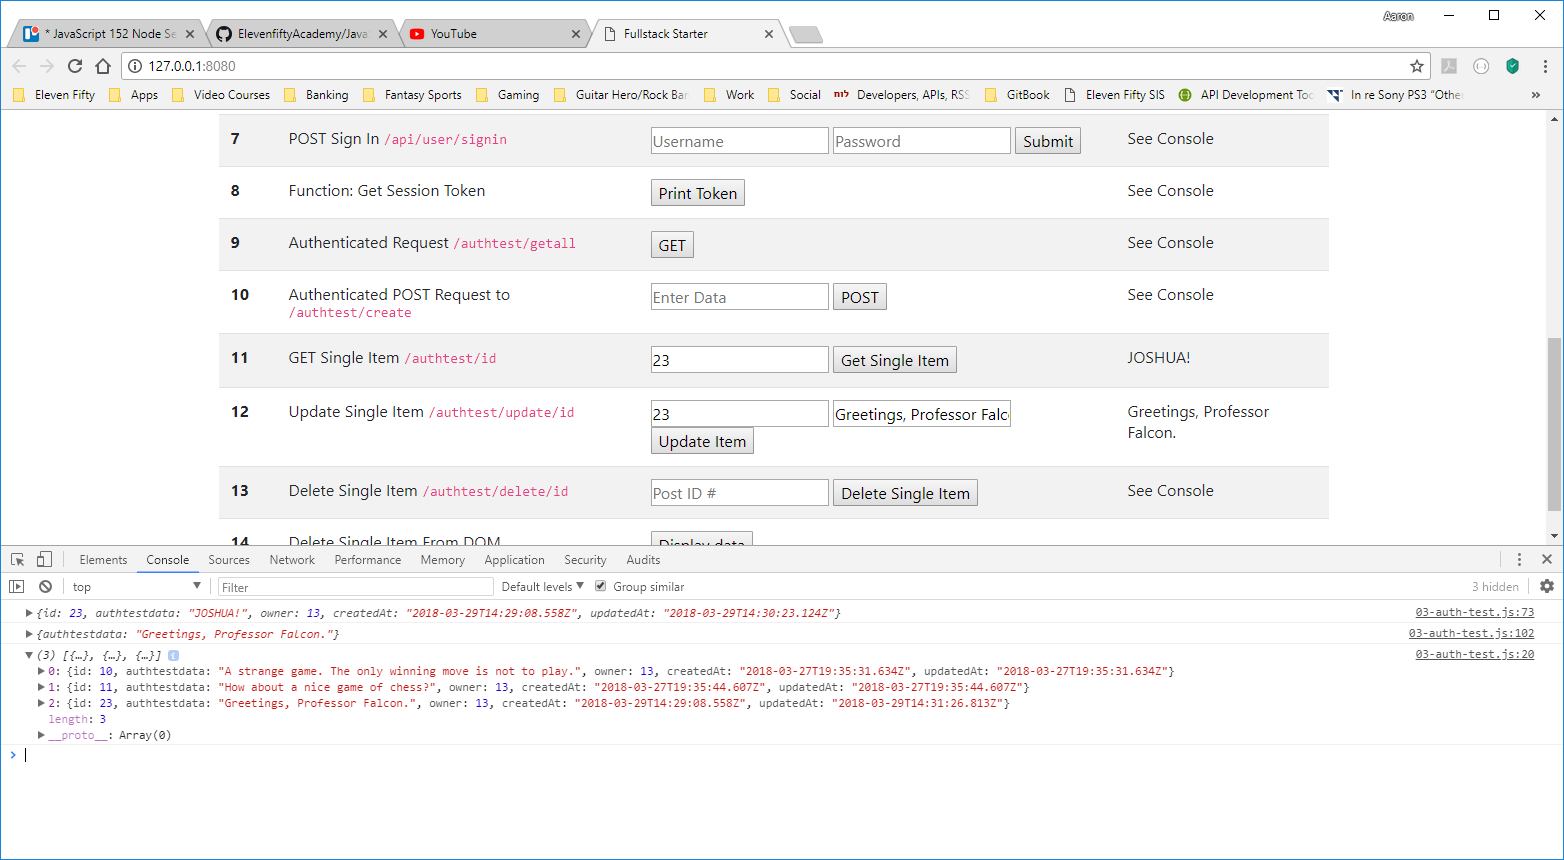 Aaron
* JavaScript 152 Node Se
ElevenfiftyAcademy/Java
YouTube
Fullstack Starter
127.0.0.1:8080
Eleven Fifty Apps Video Courses Banking Fantasy Sports Gaming Guitar Hero/Rock Ban Work Social Developers, APIs, RSS GitBook Eleven Fifty SIS API Development Too In re Sony PS3 "Other »
7 POST Sign In /api/user/signin Username Password Submit See Console
8 Function: Get Session Token Print Token See Console
9 Authenticated Request /authtest/getall GET See Console
10 Authenticated POST Request to Enter Data POST See Console
/authtest/create
11 GET Single Item /authtest/id 23 Get Single Item JOSHUA!
12 Update Single Item /authtest/update/id 23 Greetings, Professor Falc Greetings, Professor
Update Item Falcon.
13 Delete Single Item /authtest/delete/id Post ID # Delete Single Item See Console
14 Delete Single Item From DOM Display data
Elements Console Sources Network Performance Memory Application Security Audits
top Filter Default levels Group similar 3 hidden
{id: 23, authtestdata: "JOSHUA!", owner: 13, createdAt: "2018-03-29T14:29:08.558Z", updatedAt: "2018-03-29T14:30:23.124Z"} 03-auth-test.js:73
{authtestdata: "Greetings, Professor Falcon."} 03-auth-test.js:102
(3) [{…}, {…}, {…}] 03-auth-test.js:20
0: {id: 10, authtestdata: "A strange game. The only winning move is not to play.", owner: 13, createdAt: "2018-03-27T19:35:31.634Z", updatedAt: "2018-03-27T19:35:31.634Z"}
1: {id: 11, authtestdata: "How about a nice game of chess?", owner: 13, createdAt: "2018-03-27T19:35:44.607Z", updatedAt: "2018-03-27T19:35:44.607Z"}
2: {id: 23, authtestdata: "Greetings, Professor Falcon.", owner: 13, createdAt: "2018-03-29T14:29:08.558Z", updatedAt: "2018-03-29T14:31:26.813Z"}
length: 3
__proto__: Array(0)